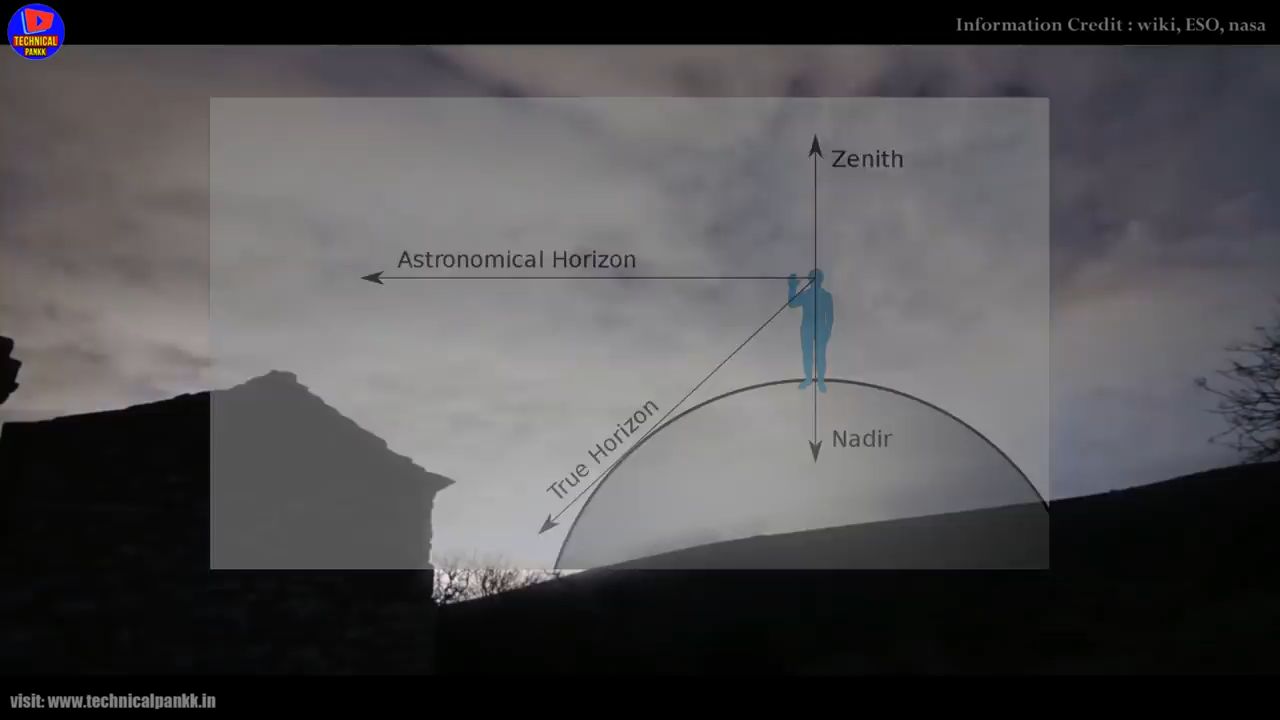 TECHNICAL
PANKK
Information Credit : wiki, ESO, nasa
Zenith
Astronomical Horizon
True Horizon
Nadir
visit: www.technicalpankk.in